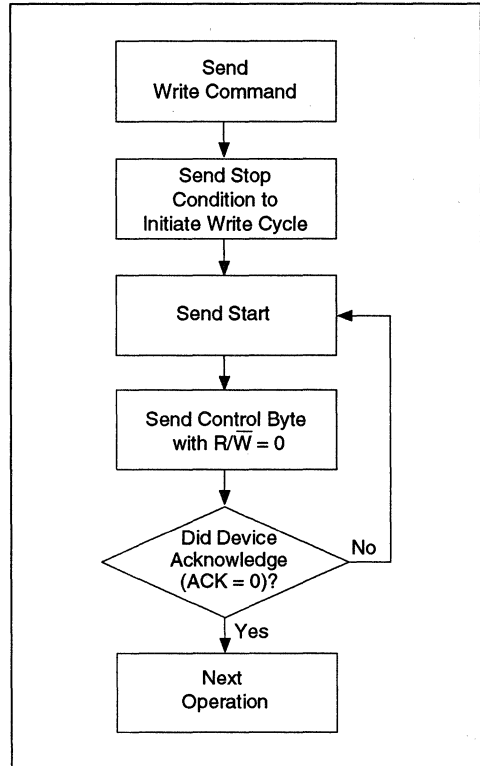 Send
Write Command
Send Stop
Condition to
Initiate Write Cycle
Send Start
Send Control Byte
with R/W̅ = 0
Did Device
Acknowledge
(ACK = 0)?
No
Yes
Next
Operation